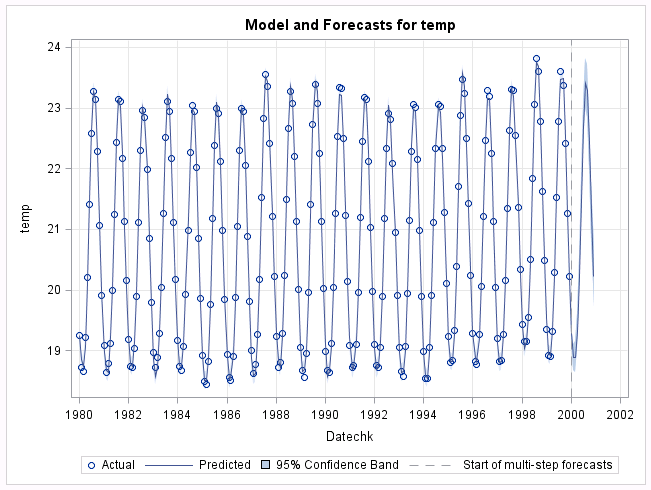 Model and Forecasts for temp
24
23
22
21
20
19
temp
1980 1982 1984 1986 1988 1990 1992 1994 1996 1998 2000 2002
Datechk
Actual Predicted 95% Confidence Band Start of multi-step forecasts